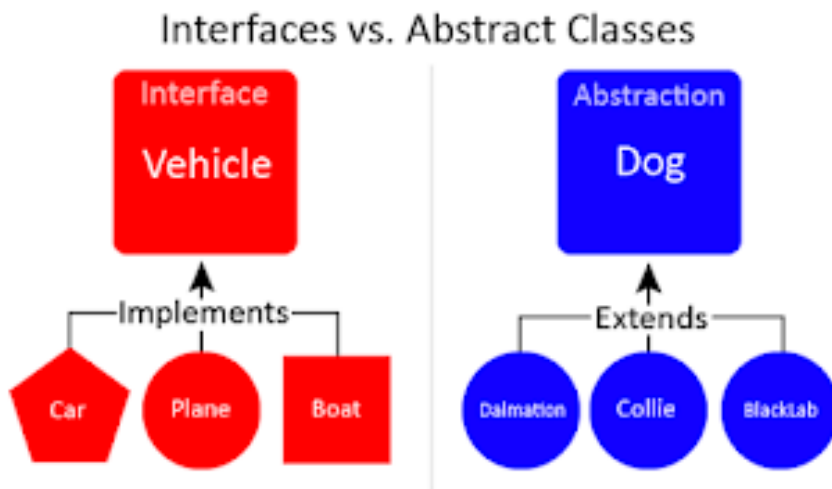 Interfaces vs. Abstract Classes
Interface
Vehicle
Implements
Car
Plane
Boat
Abstraction
Dog
Extends
Dalmation
Collie
BlackLab